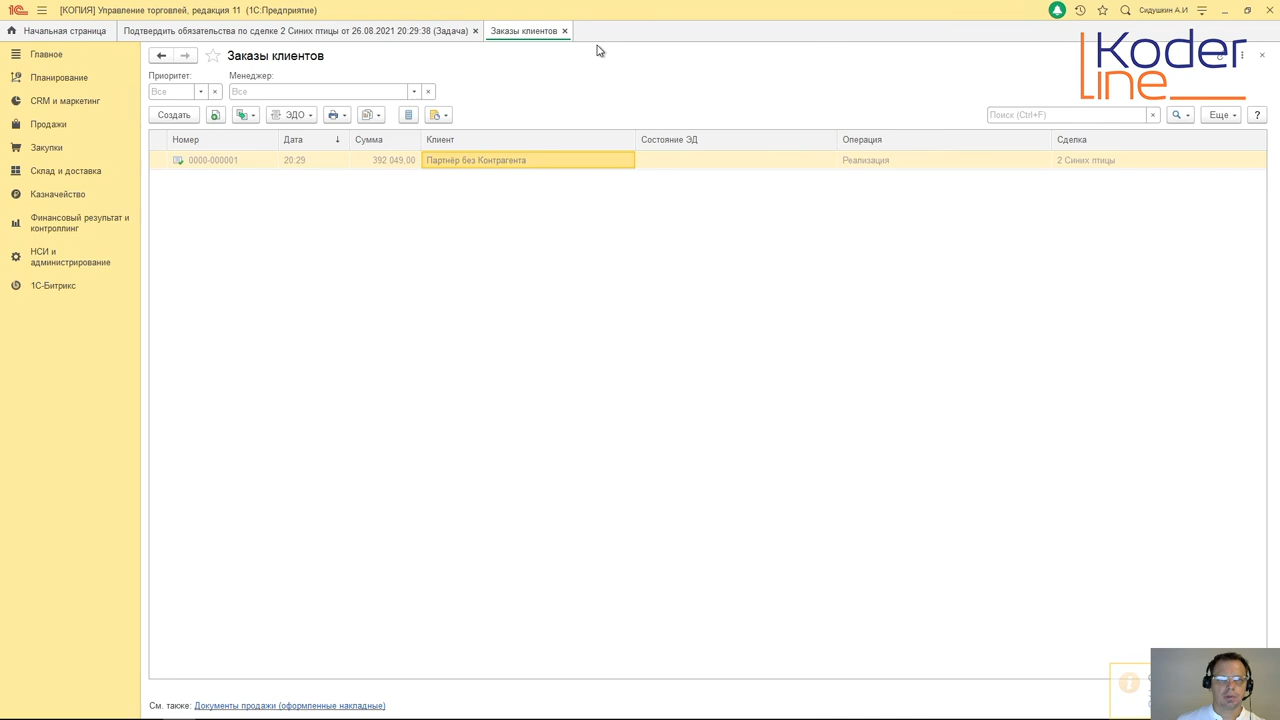 [КОПИЯ] Управление торговлей, редакция 11 (1С:Предприятие)
Сидушкин А.И
Начальная страница
Подтвердить обязательства по сделке 2 Синих птицы от 26.08.2021 20:29:38 (Задача)
Заказы клиентов
Главное
Планирование
CRM и маркетинг
Продажи
Закупки
Склад и доставка
Казначейство
Финансовый результат и
контроллинг
НСИ и
администрирование
1С-Битрикс
Заказы клиентов
Koder
line
Приоритет:
Менеджер:
Все
Все
Создать
ЭДО
Поиск (Ctrl+F)
Еще
?
Номер
Дата
Сумма
Клиент
Состояние ЭД
Операция
Сделка
0000-000001
20:29
392 049,00
Партнёр без Контрагента
Реализация
2 Синих птицы
См. также: Документы продажи (оформленные накладные)